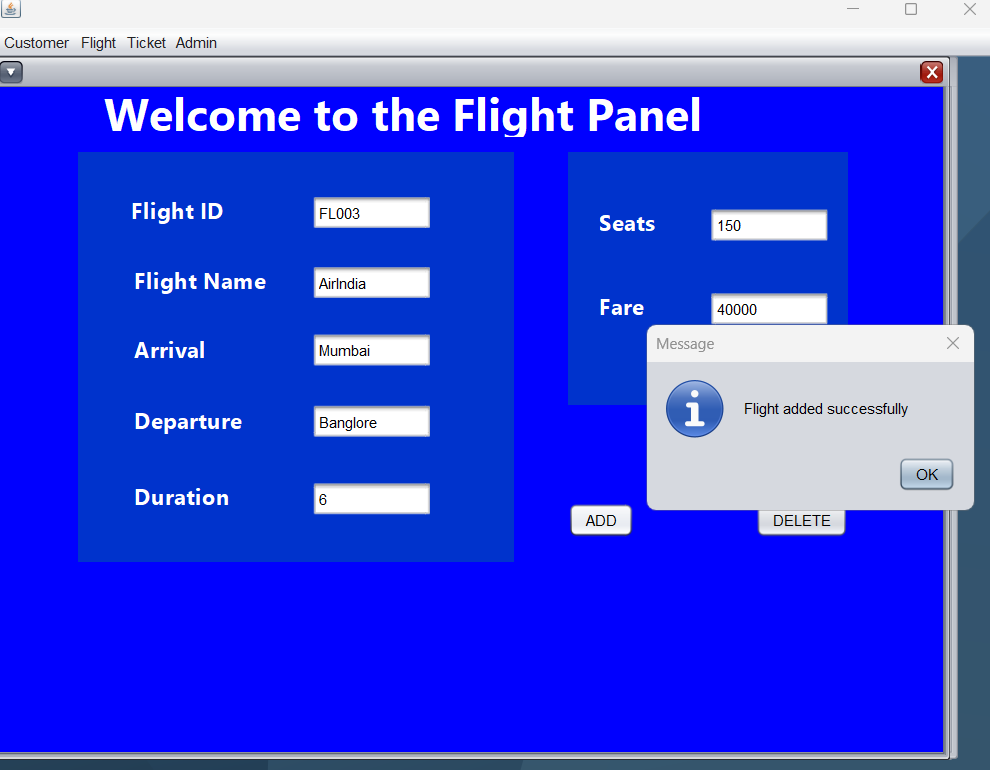 Customer Flight Ticket Admin
Welcome to the Flight Panel
Flight ID FL003
Flight Name AirIndia
Arrival Mumbai
Departure Banglore
Duration 6
Seats 150
Fare 40000
Message
Flight added successfully
OK
ADD DELETE